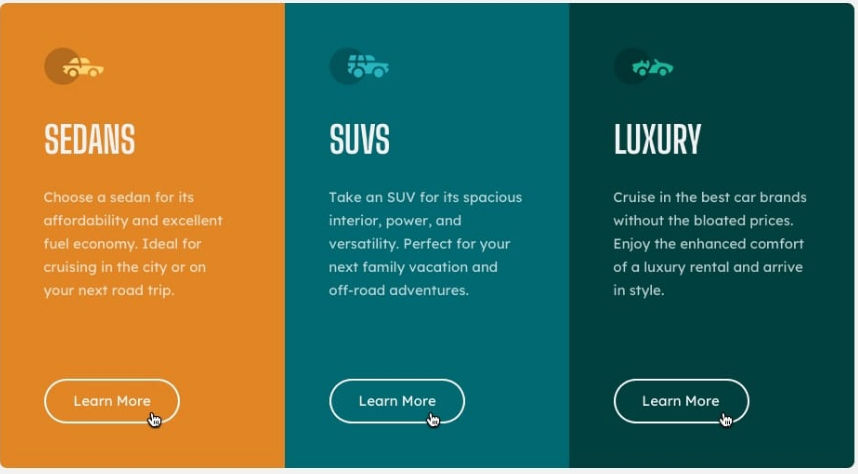 SEDANS
Choose a sedan for its
affordability and excellent
fuel economy. Ideal for
cruising in the city or on
your next road trip.
Learn More
SUVS
Take an SUV for its spacious
interior, power, and
versatility. Perfect for your
next family vacation and
off-road adventures.
Learn More
LUXURY
Cruise in the best car brands
without the bloated prices.
Enjoy the enhanced comfort
of a luxury rental and arrive
in style.
Learn More